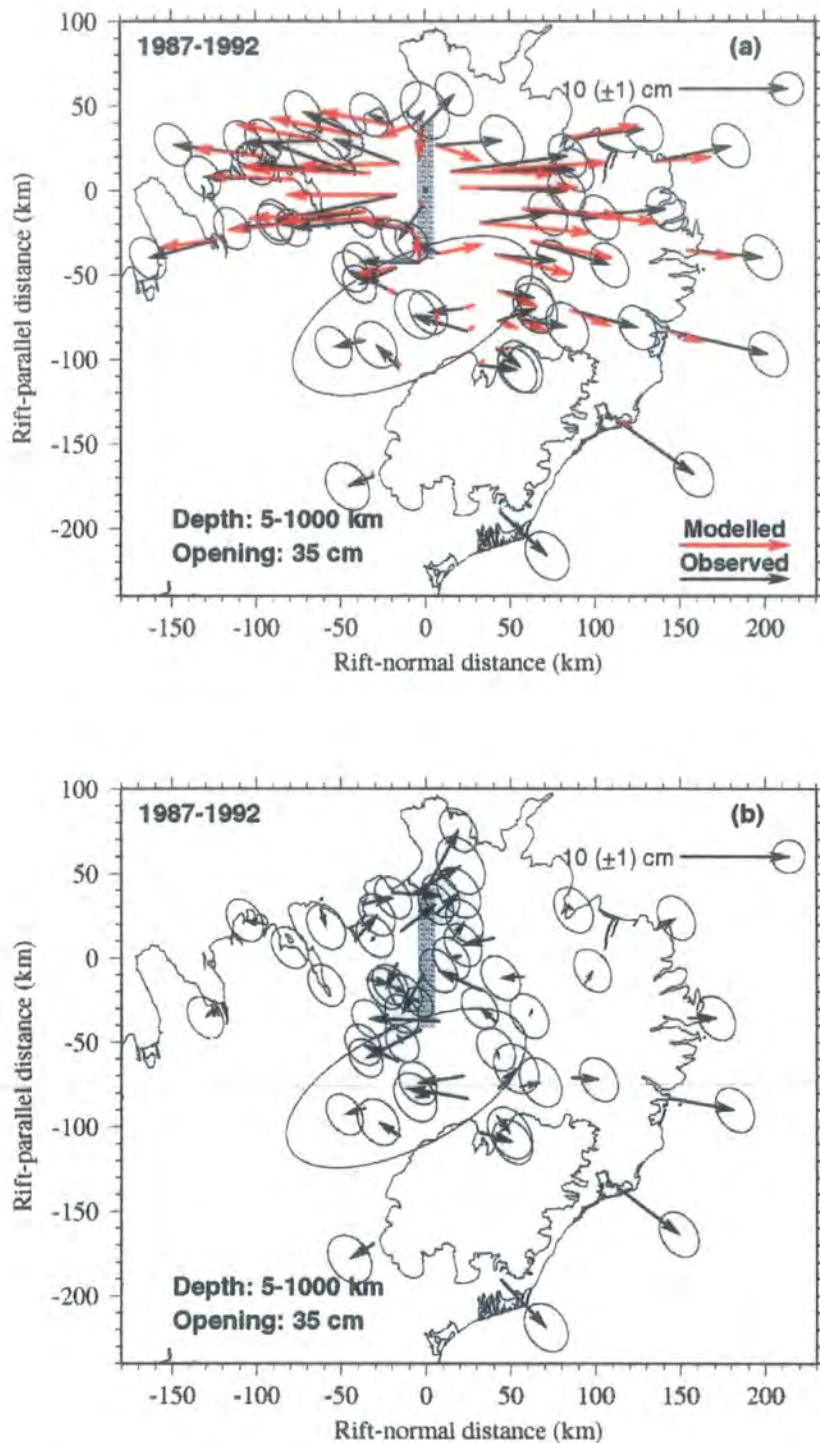 1987-1992
(a)
10 (±1) cm
100
50
0
-50
-100
-150
-200
Rift-parallel distance (km)
Depth: 5-1000 km
Opening: 35 cm
Modelled
Observed
-150 -100 -50 0 50 100 150 200
Rift-normal distance (km)
1987-1992
(b)
10 (±1) cm
100
50
0
-50
-100
-150
-200
Rift-parallel distance (km)
Depth: 5-1000 km
Opening: 35 cm
-150 -100 -50 0 50 100 150 200
Rift-normal distance (km)